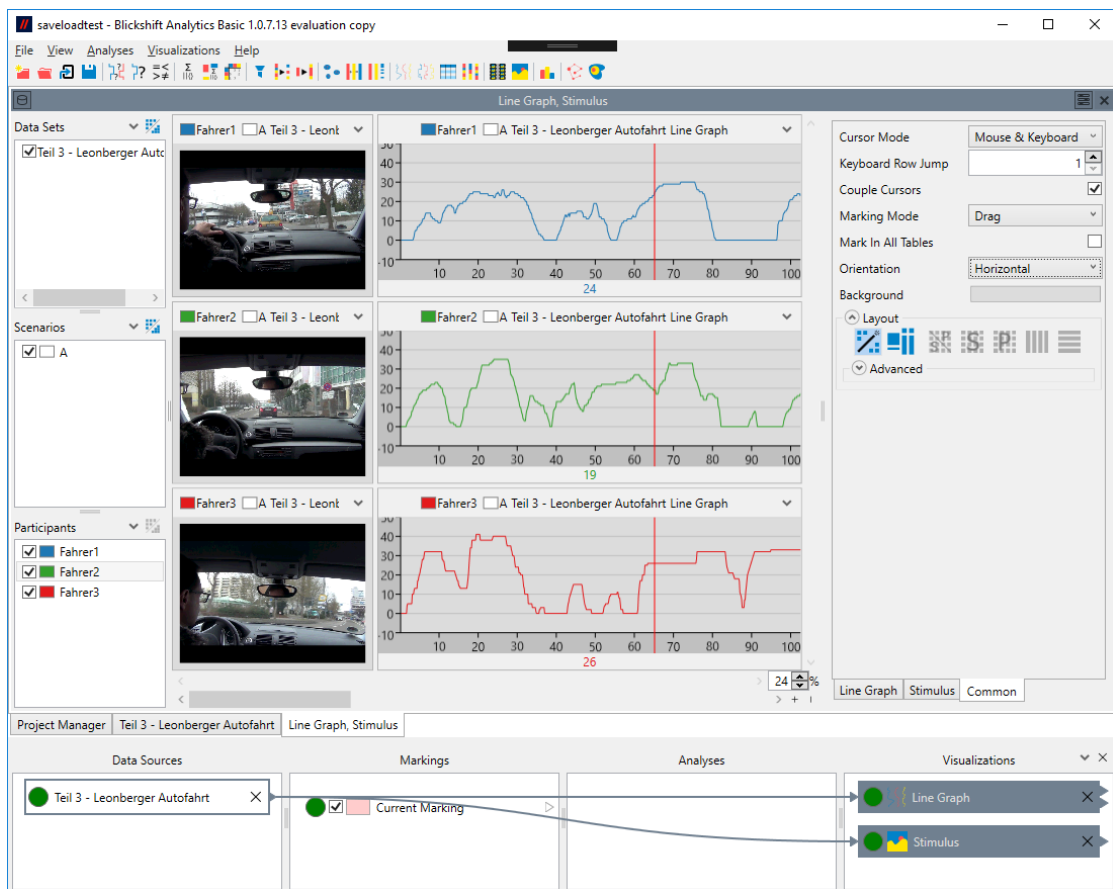 saveloadtest - Blickshift Analytics Basic 1.0.7.13 evaluation copy
File View Analyses Visualizations Help
Line Graph, Stimulus
Data Sets
Teil 3 - Leonberger Auto
Scenarios
A
Participants
Fahrer1
Fahrer2
Fahrer3
Fahrer1 A Teil 3 - Leonb
Fahrer1 A Teil 3 - Leonberger Autofahrt Line Graph
50
40
30
20
10
0
-10
10 20 30 40 50 60 70 80 90 100
24
Fahrer2 A Teil 3 - Leonb
Fahrer2 A Teil 3 - Leonberger Autofahrt Line Graph
50
40
30
20
10
0
-10
10 20 30 40 50 60 70 80 90 100
19
Fahrer3 A Teil 3 - Leonb
Fahrer3 A Teil 3 - Leonberger Autofahrt Line Graph
50
40
30
20
10
0
-10
10 20 30 40 50 60 70 80 90 100
26
24 %
Cursor Mode Mouse & Keyboard
Keyboard Row Jump 1
Couple Cursors
Marking Mode Drag
Mark In All Tables
Orientation Horizontal
Background
Layout
Advanced
Line Graph Stimulus Common
Project Manager Teil 3 - Leonberger Autofahrt Line Graph, Stimulus
Data Sources Markings Analyses Visualizations
Teil 3 - Leonberger Autofahrt
Current Marking
Line Graph
Stimulus